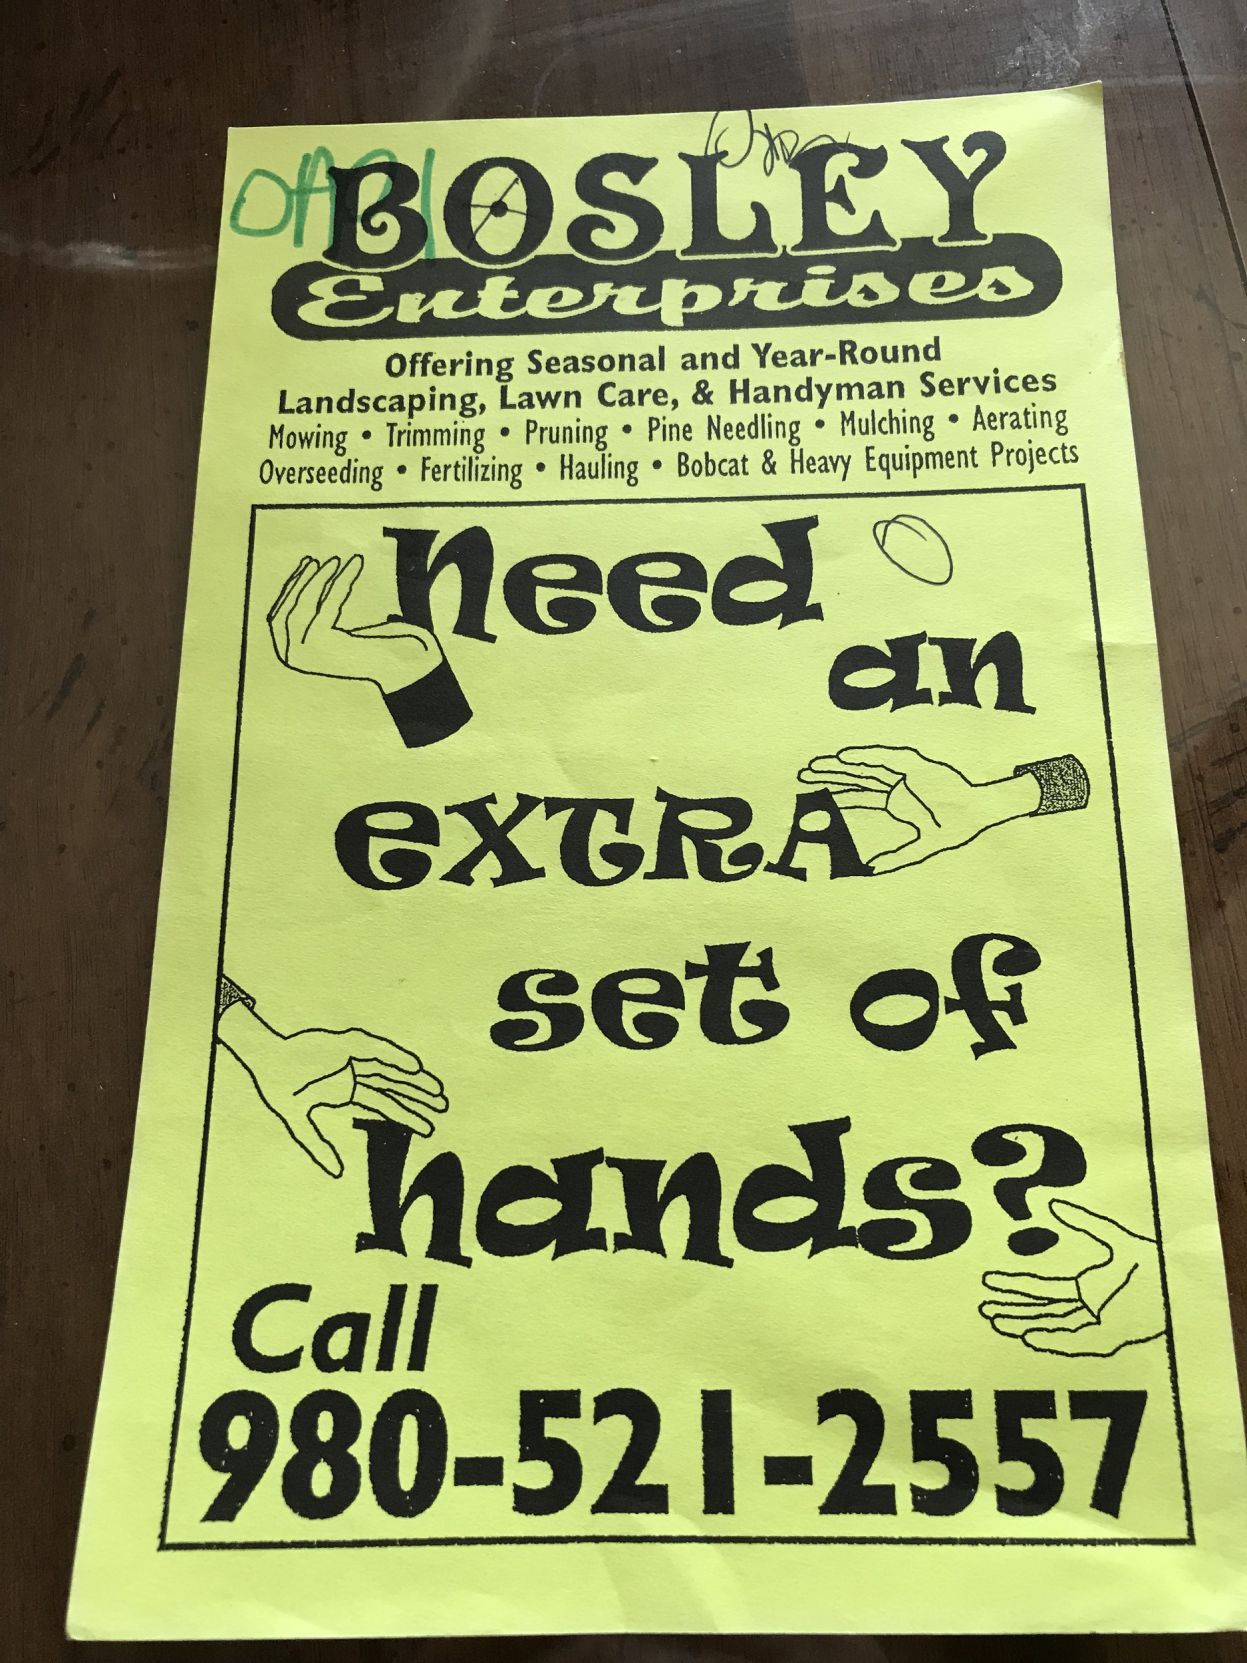 BOSLEY
Enterprises
Offering Seasonal and Year-Round
Landscaping, Lawn Care, & Handyman Services
Mowing • Trimming • Pruning • Pine Needling • Mulching • Aerating
Overseeding • Fertilizing • Hauling • Bobcat & Heavy Equipment Projects
Need
an
extRA
set of
hands?
Call
980-521-2557